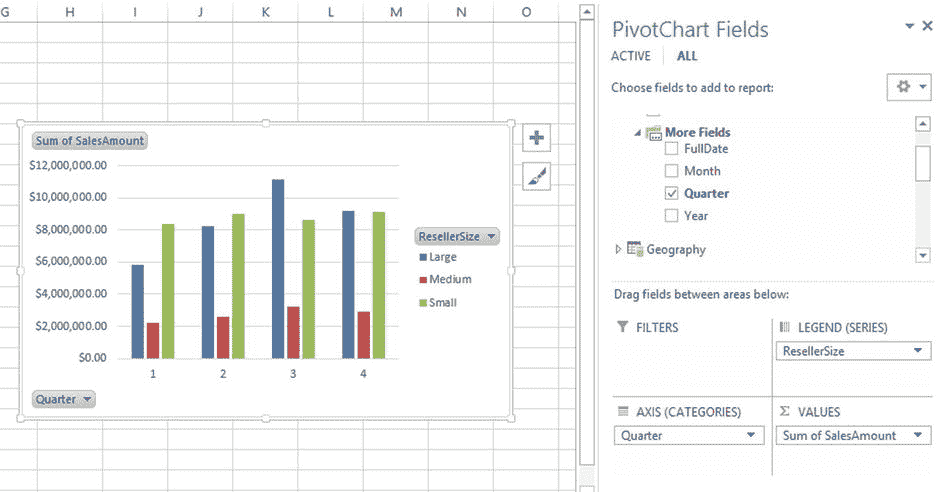 G H I J K L M N O
Sum of SalesAmount
$12,000,000.00
$10,000,000.00
$8,000,000.00
$6,000,000.00
$4,000,000.00
$2,000,000.00
$0.00
1 2 3 4
Quarter
ResellerSize
Large
Medium
Small
PivotChart Fields
ACTIVE ALL
Choose fields to add to report:
More Fields
FullDate
Month
Quarter
Year
Geography
Drag fields between areas below:
FILTERS
LEGEND (SERIES)
ResellerSize
AXIS (CATEGORIES)
Quarter
Σ VALUES
Sum of SalesAmount